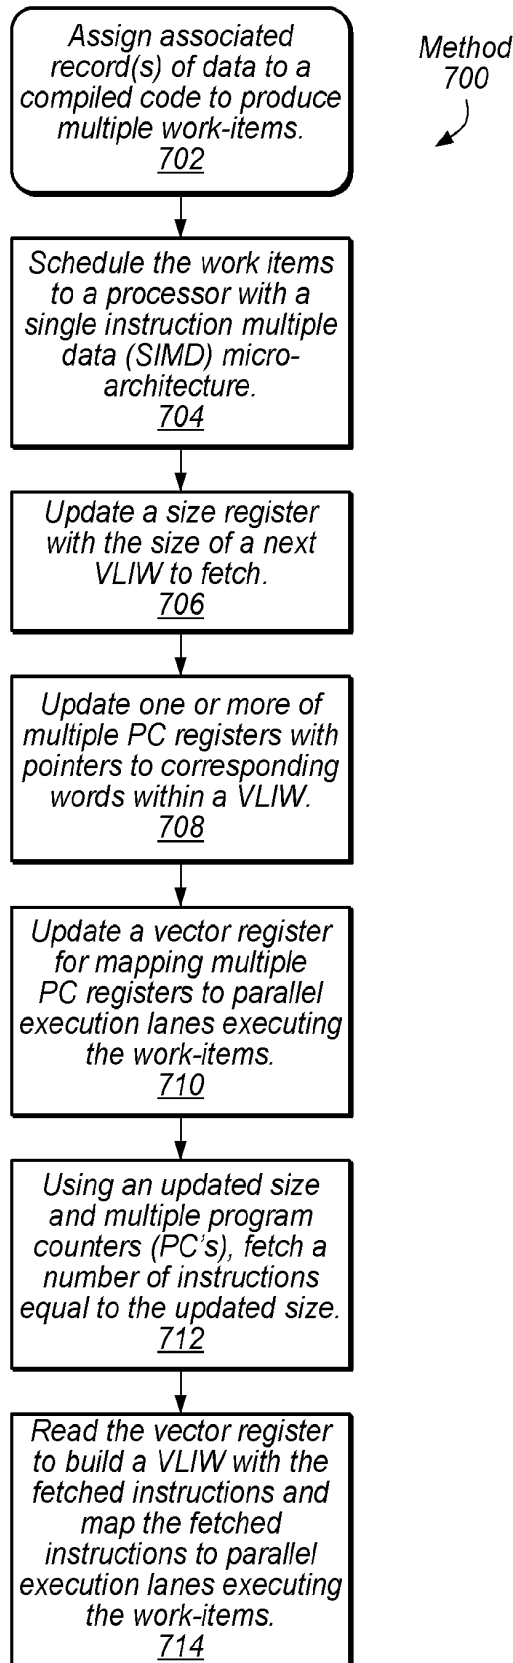 Assign associated
record(s) of data to a
compiled code to produce
multiple work-items.
702
Method
700
Schedule the work items
to a processor with a
single instruction multiple
data (SIMD) micro-
architecture.
704
Update a size register
with the size of a next
VLIW to fetch.
706
Update one or more of
multiple PC registers with
pointers to corresponding
words within a VLIW.
708
Update a vector register
for mapping multiple
PC registers to parallel
execution lanes executing
the work-items.
710
Using an updated size
and multiple program
counters (PC's), fetch a
number of instructions
equal to the updated size.
712
Read the vector register
to build a VLIW with the
fetched instructions and
map the fetched
instructions to parallel
execution lanes executing
the work-items.
714